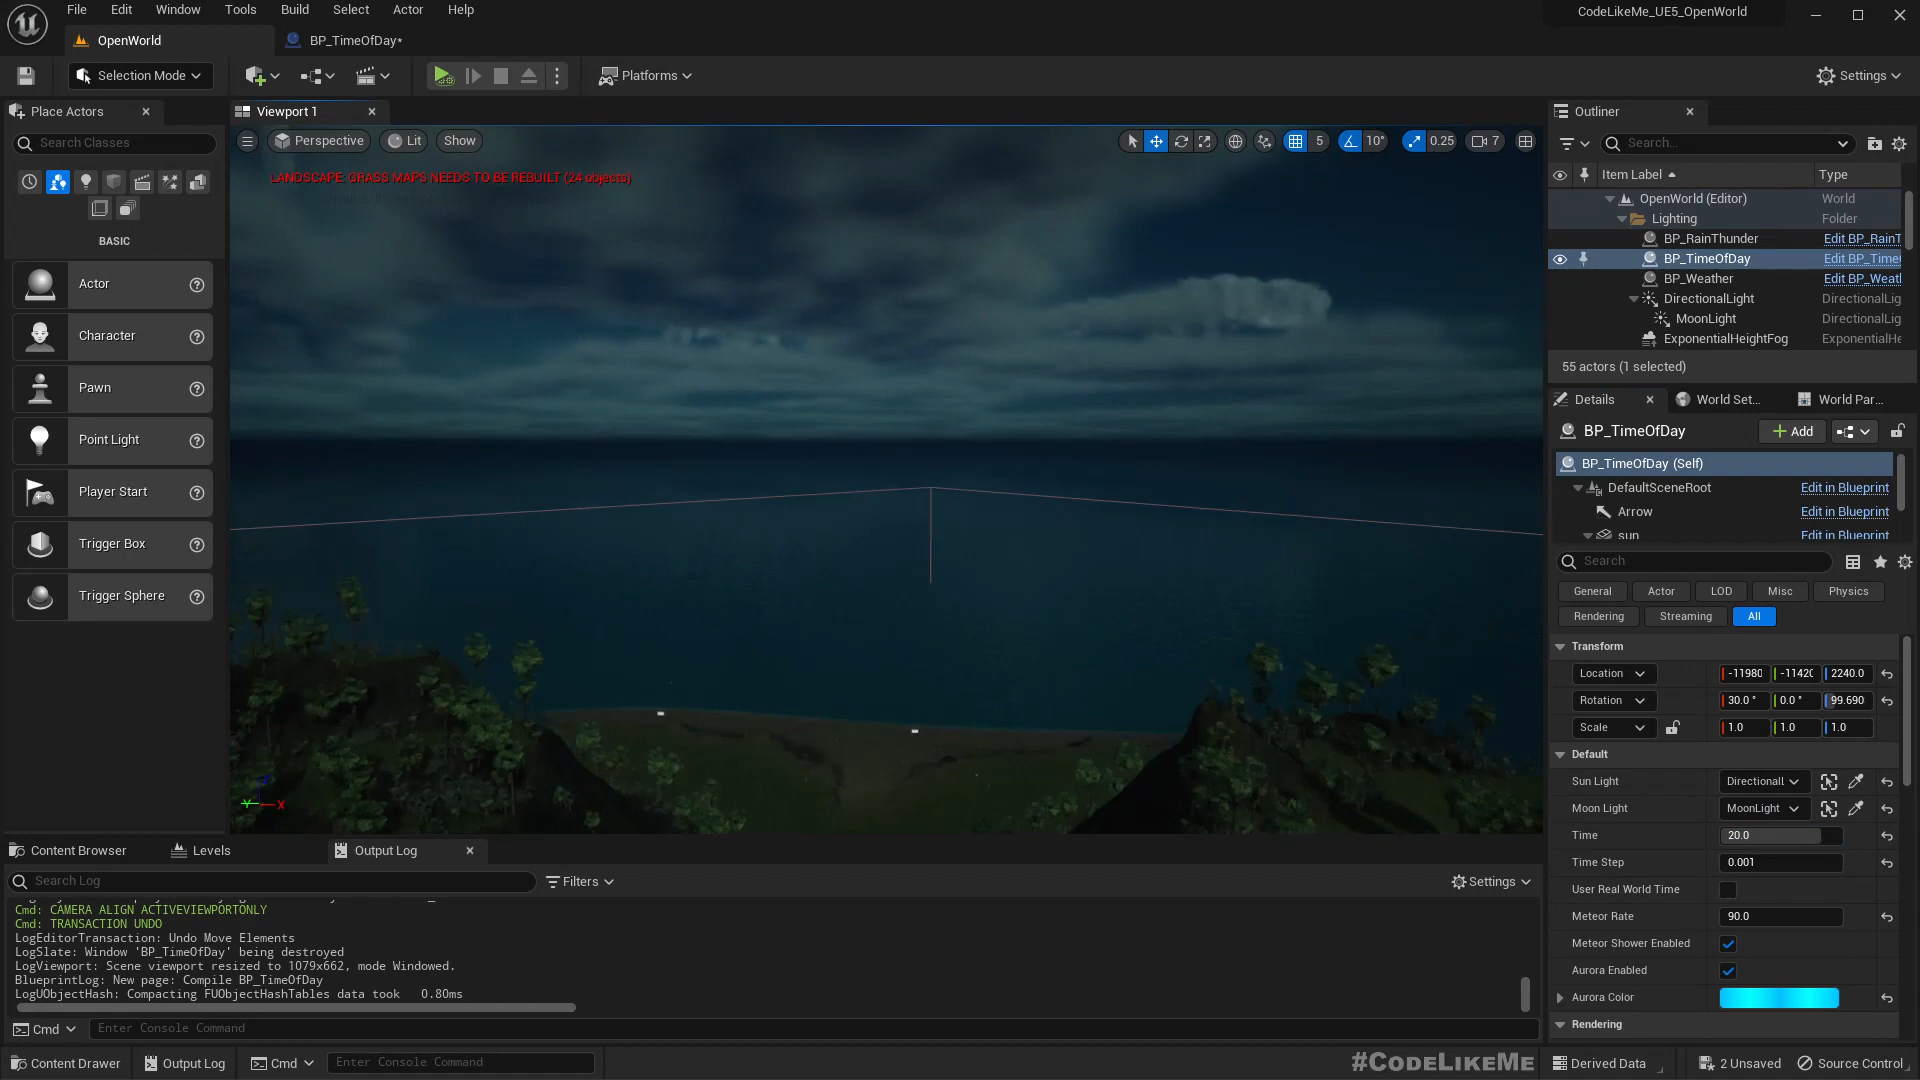 File Edit Window Tools Build Select Actor Help
CodeLikeMe_UE5_OpenWorld
OpenWorld
BP_TimeOfDay*
Selection Mode
Platforms
Settings
Place Actors
Search Classes
BASIC
Actor
Character
Pawn
Point Light
Player Start
Trigger Box
Trigger Sphere
Viewport 1
Perspective Lit Show
5 10° 0.25 7
LANDSCAPE: GRASS MAPS NEEDS TO BE REBUILT (24 objects)
Y X
Outliner
Search...
Item Label Type
OpenWorld (Editor) World
Lighting Folder
BP_RainThunder Edit BP_RainT
BP_TimeOfDay Edit BP_Time
BP_Weather Edit BP_Weat
DirectionalLight DirectionalLig
MoonLight DirectionalLig
ExponentialHeightFog ExponentialHe
55 actors (1 selected)
Details World Set... World Par...
BP_TimeOfDay Add
BP_TimeOfDay (Self)
DefaultSceneRoot Edit in Blueprint
Arrow Edit in Blueprint
sun Edit in Blueprint
Search
General Actor LOD Misc Physics
Rendering Streaming All
Transform
Location -11980 -11420 2240.0
Rotation 30.0 ° 0.0 ° 99.690
Scale 1.0 1.0 1.0
Default
Sun Light Directionall
Moon Light MoonLight
Time 20.0
Time Step 0.001
User Real World Time
Meteor Rate 90.0
Meteor Shower Enabled
Aurora Enabled
Aurora Color
Rendering
Content Browser Levels Output Log
Search Log Filters Settings
Cmd: CAMERA ALIGN ACTIVEVIEWPORTONLY
Cmd: TRANSACTION UNDO
LogEditorTransaction: Undo Move Elements
LogSlate: Window 'BP_TimeOfDay' being destroyed
LogViewport: Scene viewport resized to 1079x662, mode Windowed.
BlueprintLog: New page: Compile BP_TimeOfDay
LogUObjectHash: Compacting FUObjectHashTables data took 0.80ms
Cmd Enter Console Command
Content Drawer Output Log Cmd Enter Console Command
#CODELIKEME
Derived Data 2 Unsaved Source Control